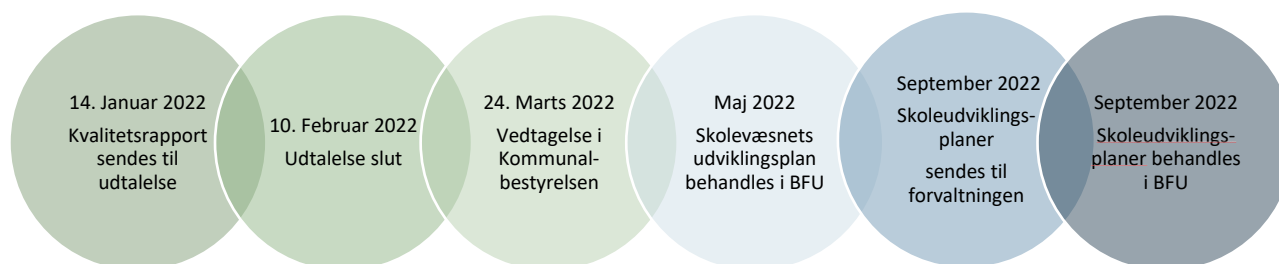 14. Januar 2022
Kvalitetsrapport
sendes til
udtalelse
10. Februar 2022
Udtalelse slut
24. Marts 2022
Vedtagelse i
Kommunal-
bestyrelsen
Maj 2022
Skolevæsnets
udviklingsplan
behandles i BFU
September 2022
Skoleudviklings-
planer
sendes til
forvaltningen
September 2022
Skoleudviklings-
planer behandles
i BFU